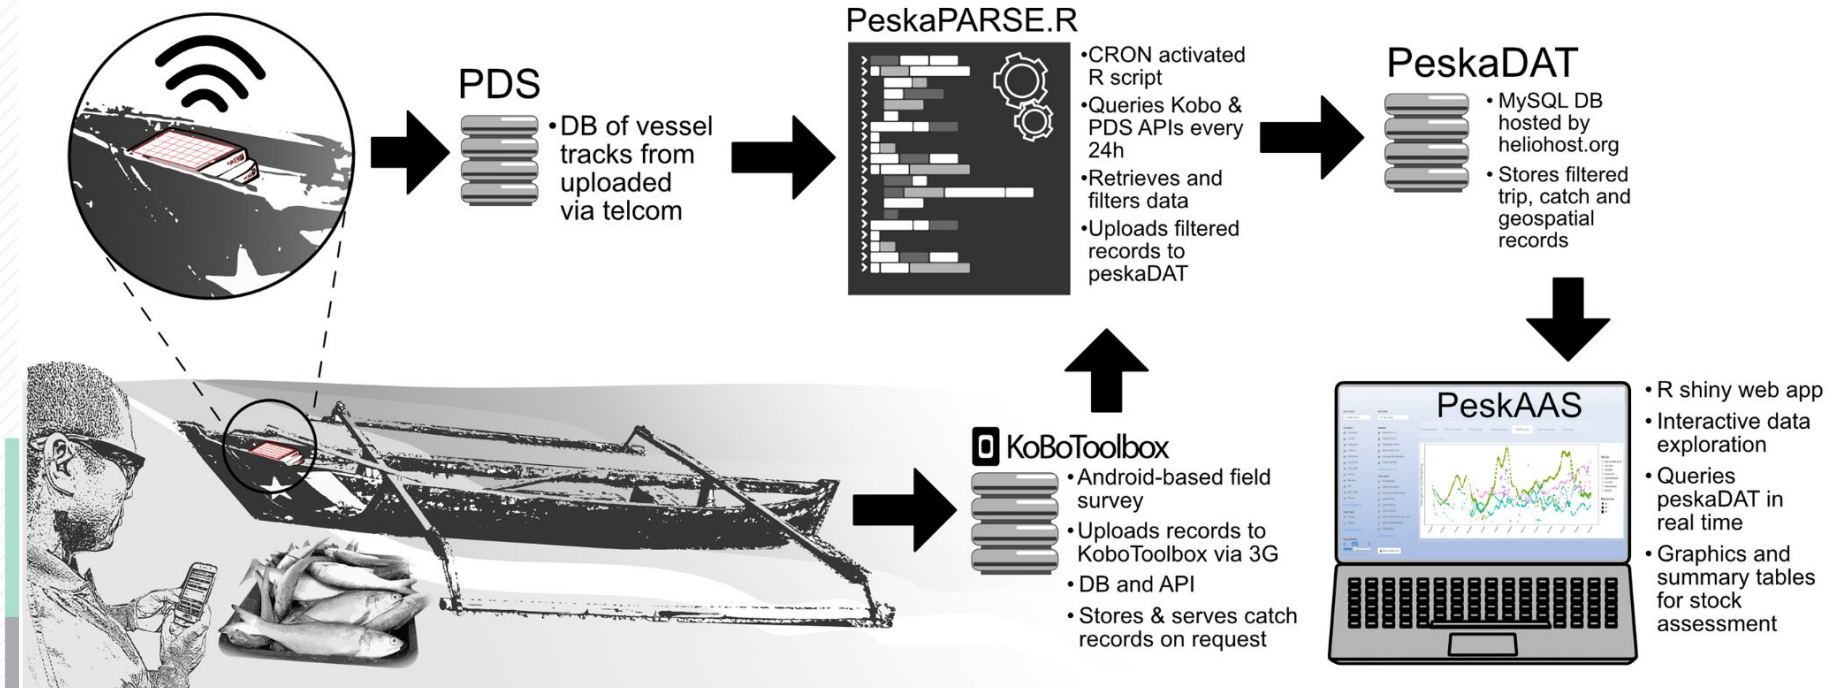 PDS
•DB of vessel
tracks from
uploaded
via telcom
PeskaPARSE.R
•CRON activated
R script
•Queries Kobo &
PDS APIs every
24h
•Retrieves and
filters data
•Uploads filtered
records to
peskaDAT
PeskaDAT
• MySQL DB
hosted by
heliohost.org
• Stores filtered
trip, catch and
geospatial
records
KoBoToolbox
•Android-based field
survey
•Uploads records to
KoboToolbox via 3G
•DB and API
•Stores & serves catch
records on request
PeskAAS
• R shiny web app
• Interactive data
exploration
• Queries
peskaDAT in
real time
• Graphics and
summary tables
for stock
assessment